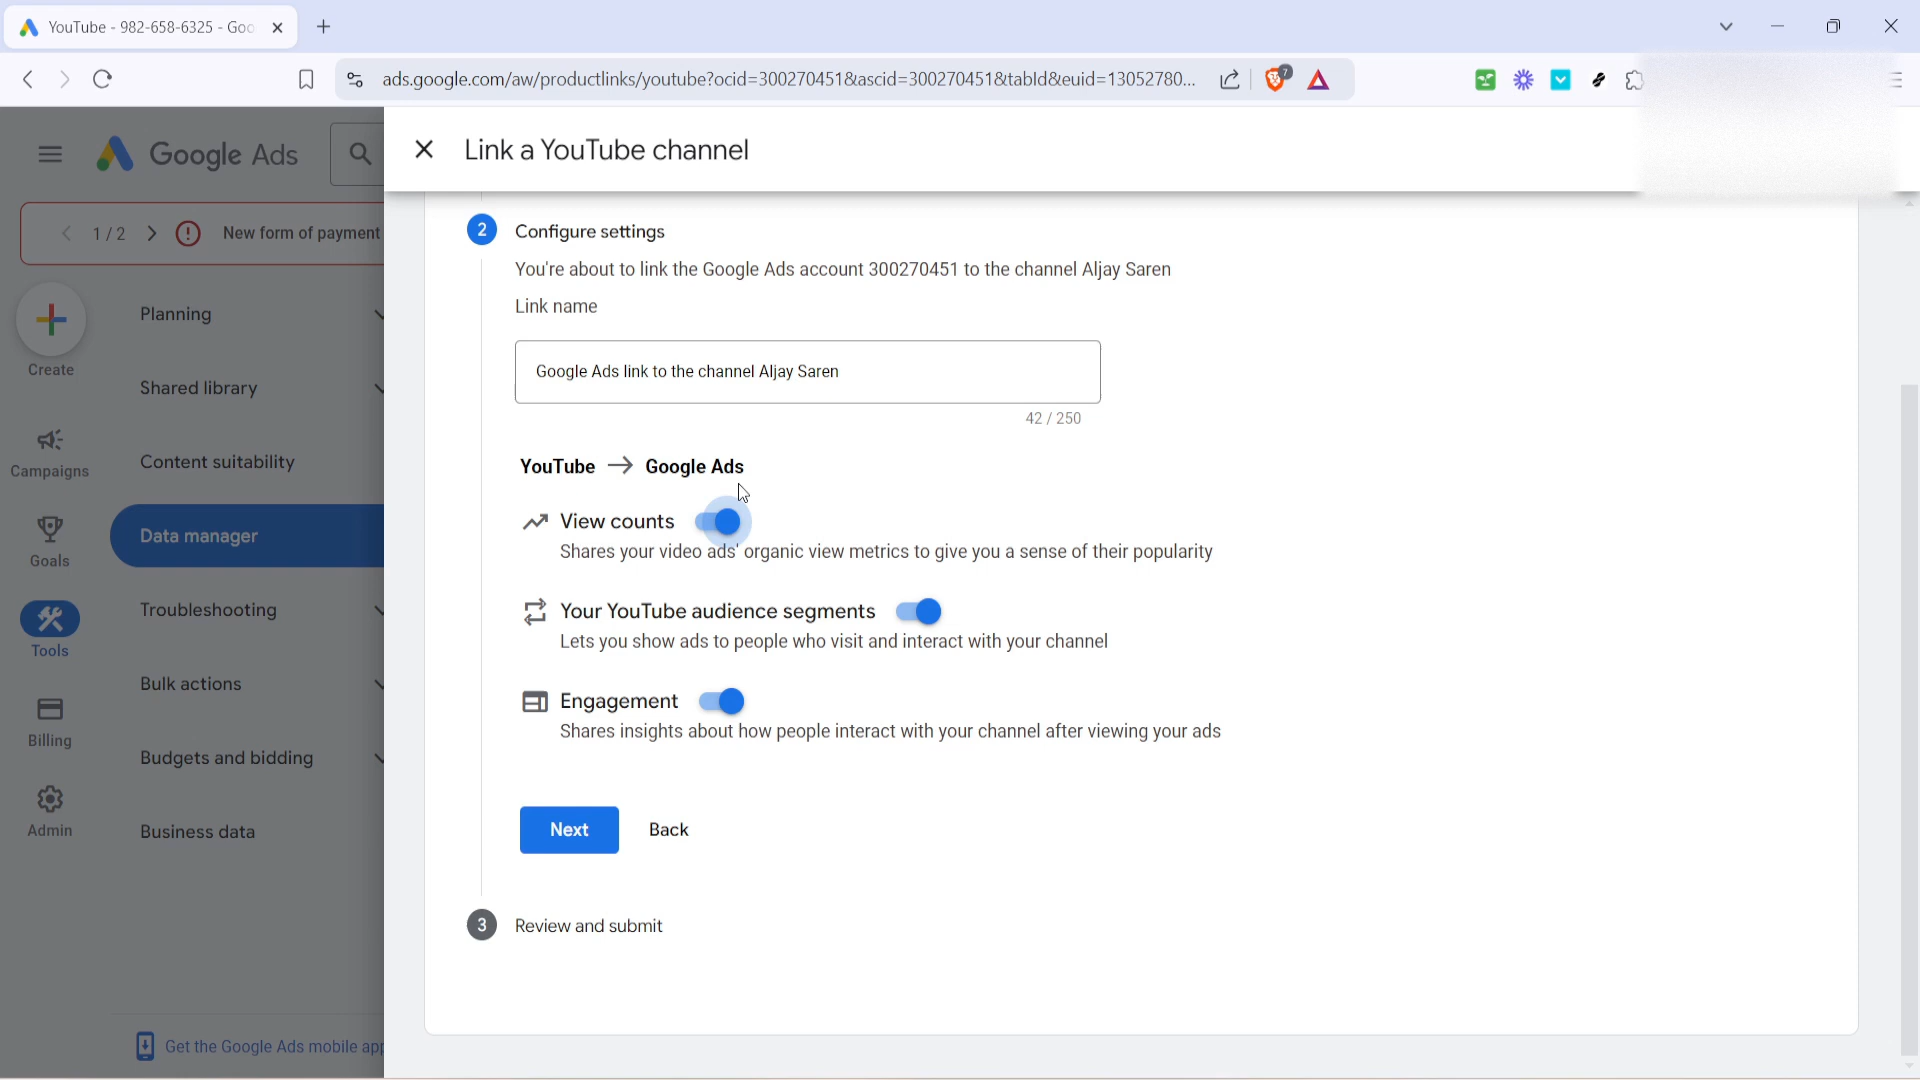 YouTube - 982-658-6325 - Goo
ads.google.com/aw/productlinks/youtube?ocid=300270451&ascid=300270451&tabId&euid=13052780...
7
Google Ads
Link a YouTube channel
1 / 2
New form of payment
Create
Campaigns
Goals
Tools
Billing
Admin
Planning
Shared library
Content suitability
Data manager
Troubleshooting
Bulk actions
Budgets and bidding
Business data
Get the Google Ads mobile app
2
Configure settings
You're about to link the Google Ads account 300270451 to the channel Aljay Saren
Link name
Google Ads link to the channel Aljay Saren
42 / 250
YouTube → Google Ads
View counts
Shares your video ads' organic view metrics to give you a sense of their popularity
Your YouTube audience segments
Lets you show ads to people who visit and interact with your channel
Engagement
Shares insights about how people interact with your channel after viewing your ads
Next
Back
3
Review and submit